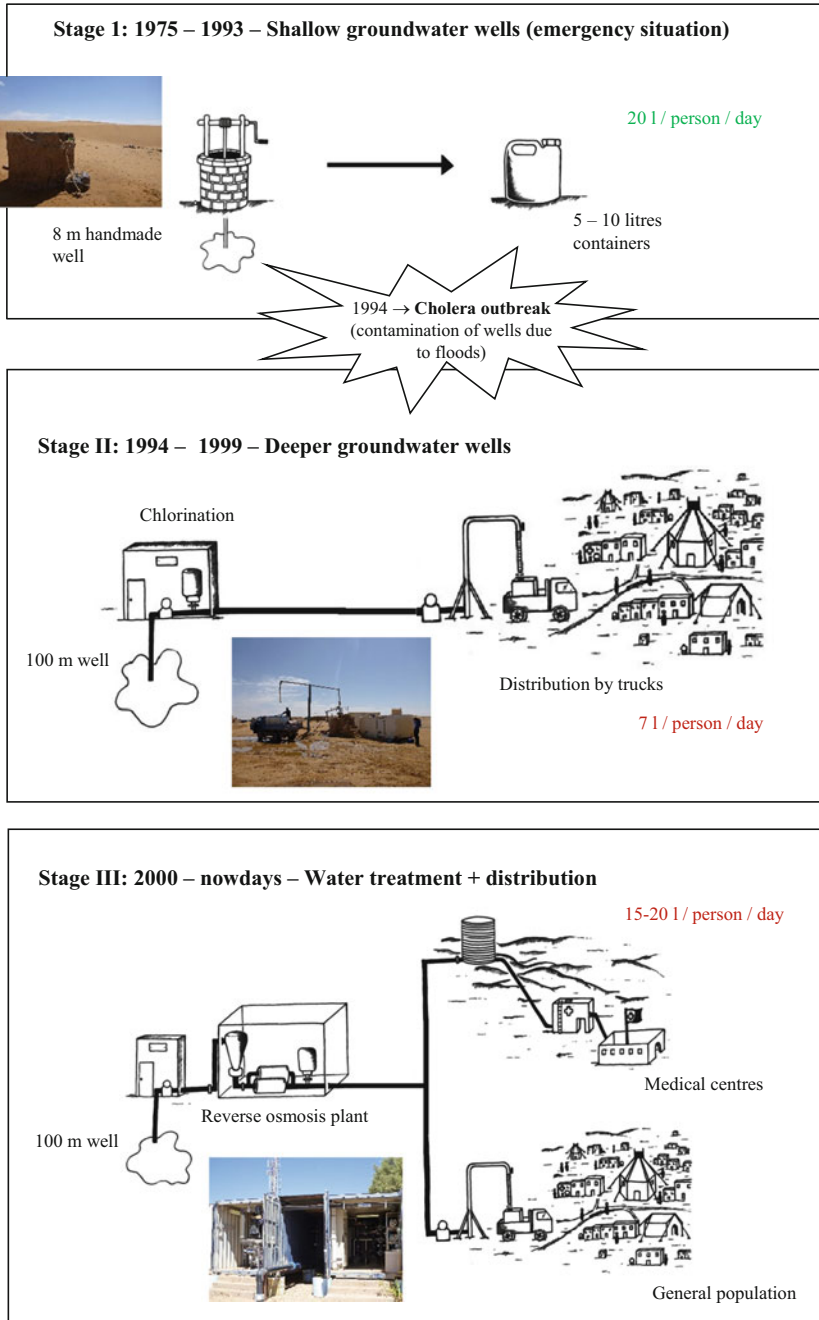 Stage 1: 1975 – 1993 – Shallow groundwater wells (emergency situation)
20 l / person / day
8 m handmade
well
5 – 10 litres
containers
1994 → Cholera outbreak
(contamination of wells due
to floods)
Stage II: 1994 – 1999 – Deeper groundwater wells
Chlorination
100 m well
Distribution by trucks
7 l / person / day
Stage III: 2000 – nowdays – Water treatment + distribution
15-20 l / person / day
Medical centres
Reverse osmosis plant
100 m well
General population